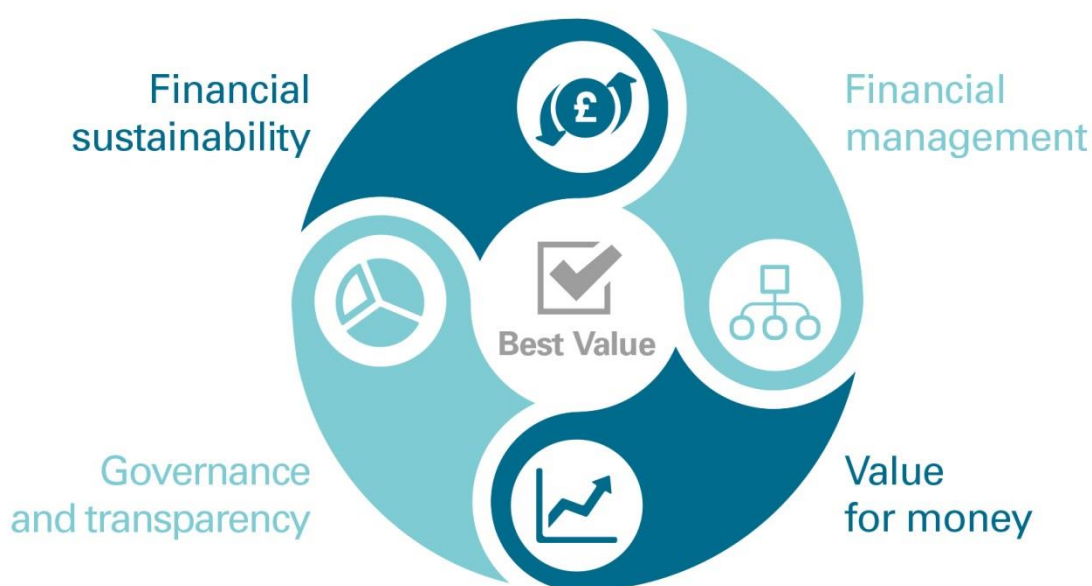 Financial
sustainability
Financial
management
£
Best Value
Governance
and transparency
Value
for money